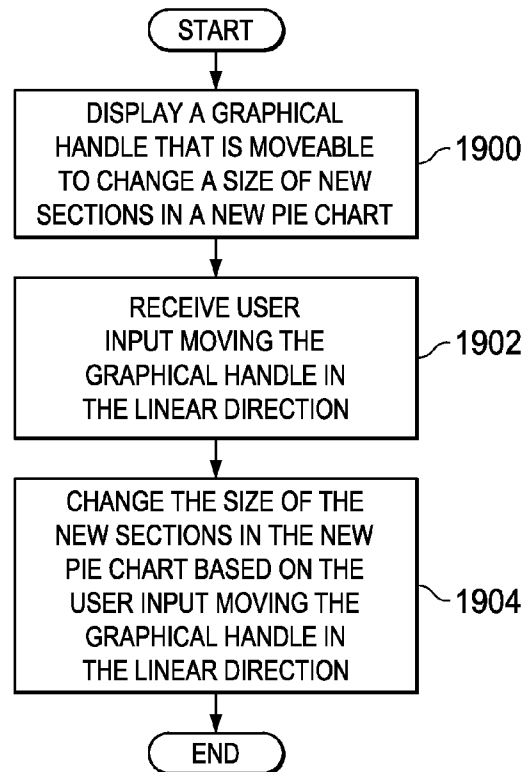 START
DISPLAY A GRAPHICAL
HANDLE THAT IS MOVEABLE
TO CHANGE A SIZE OF NEW
SECTIONS IN A NEW PIE CHART
1900
RECEIVE USER
INPUT MOVING THE
GRAPHICAL HANDLE IN
THE LINEAR DIRECTION
1902
CHANGE THE SIZE OF THE
NEW SECTIONS IN THE NEW
PIE CHART BASED ON THE
USER INPUT MOVING THE
GRAPHICAL HANDLE IN
THE LINEAR DIRECTION
1904
END